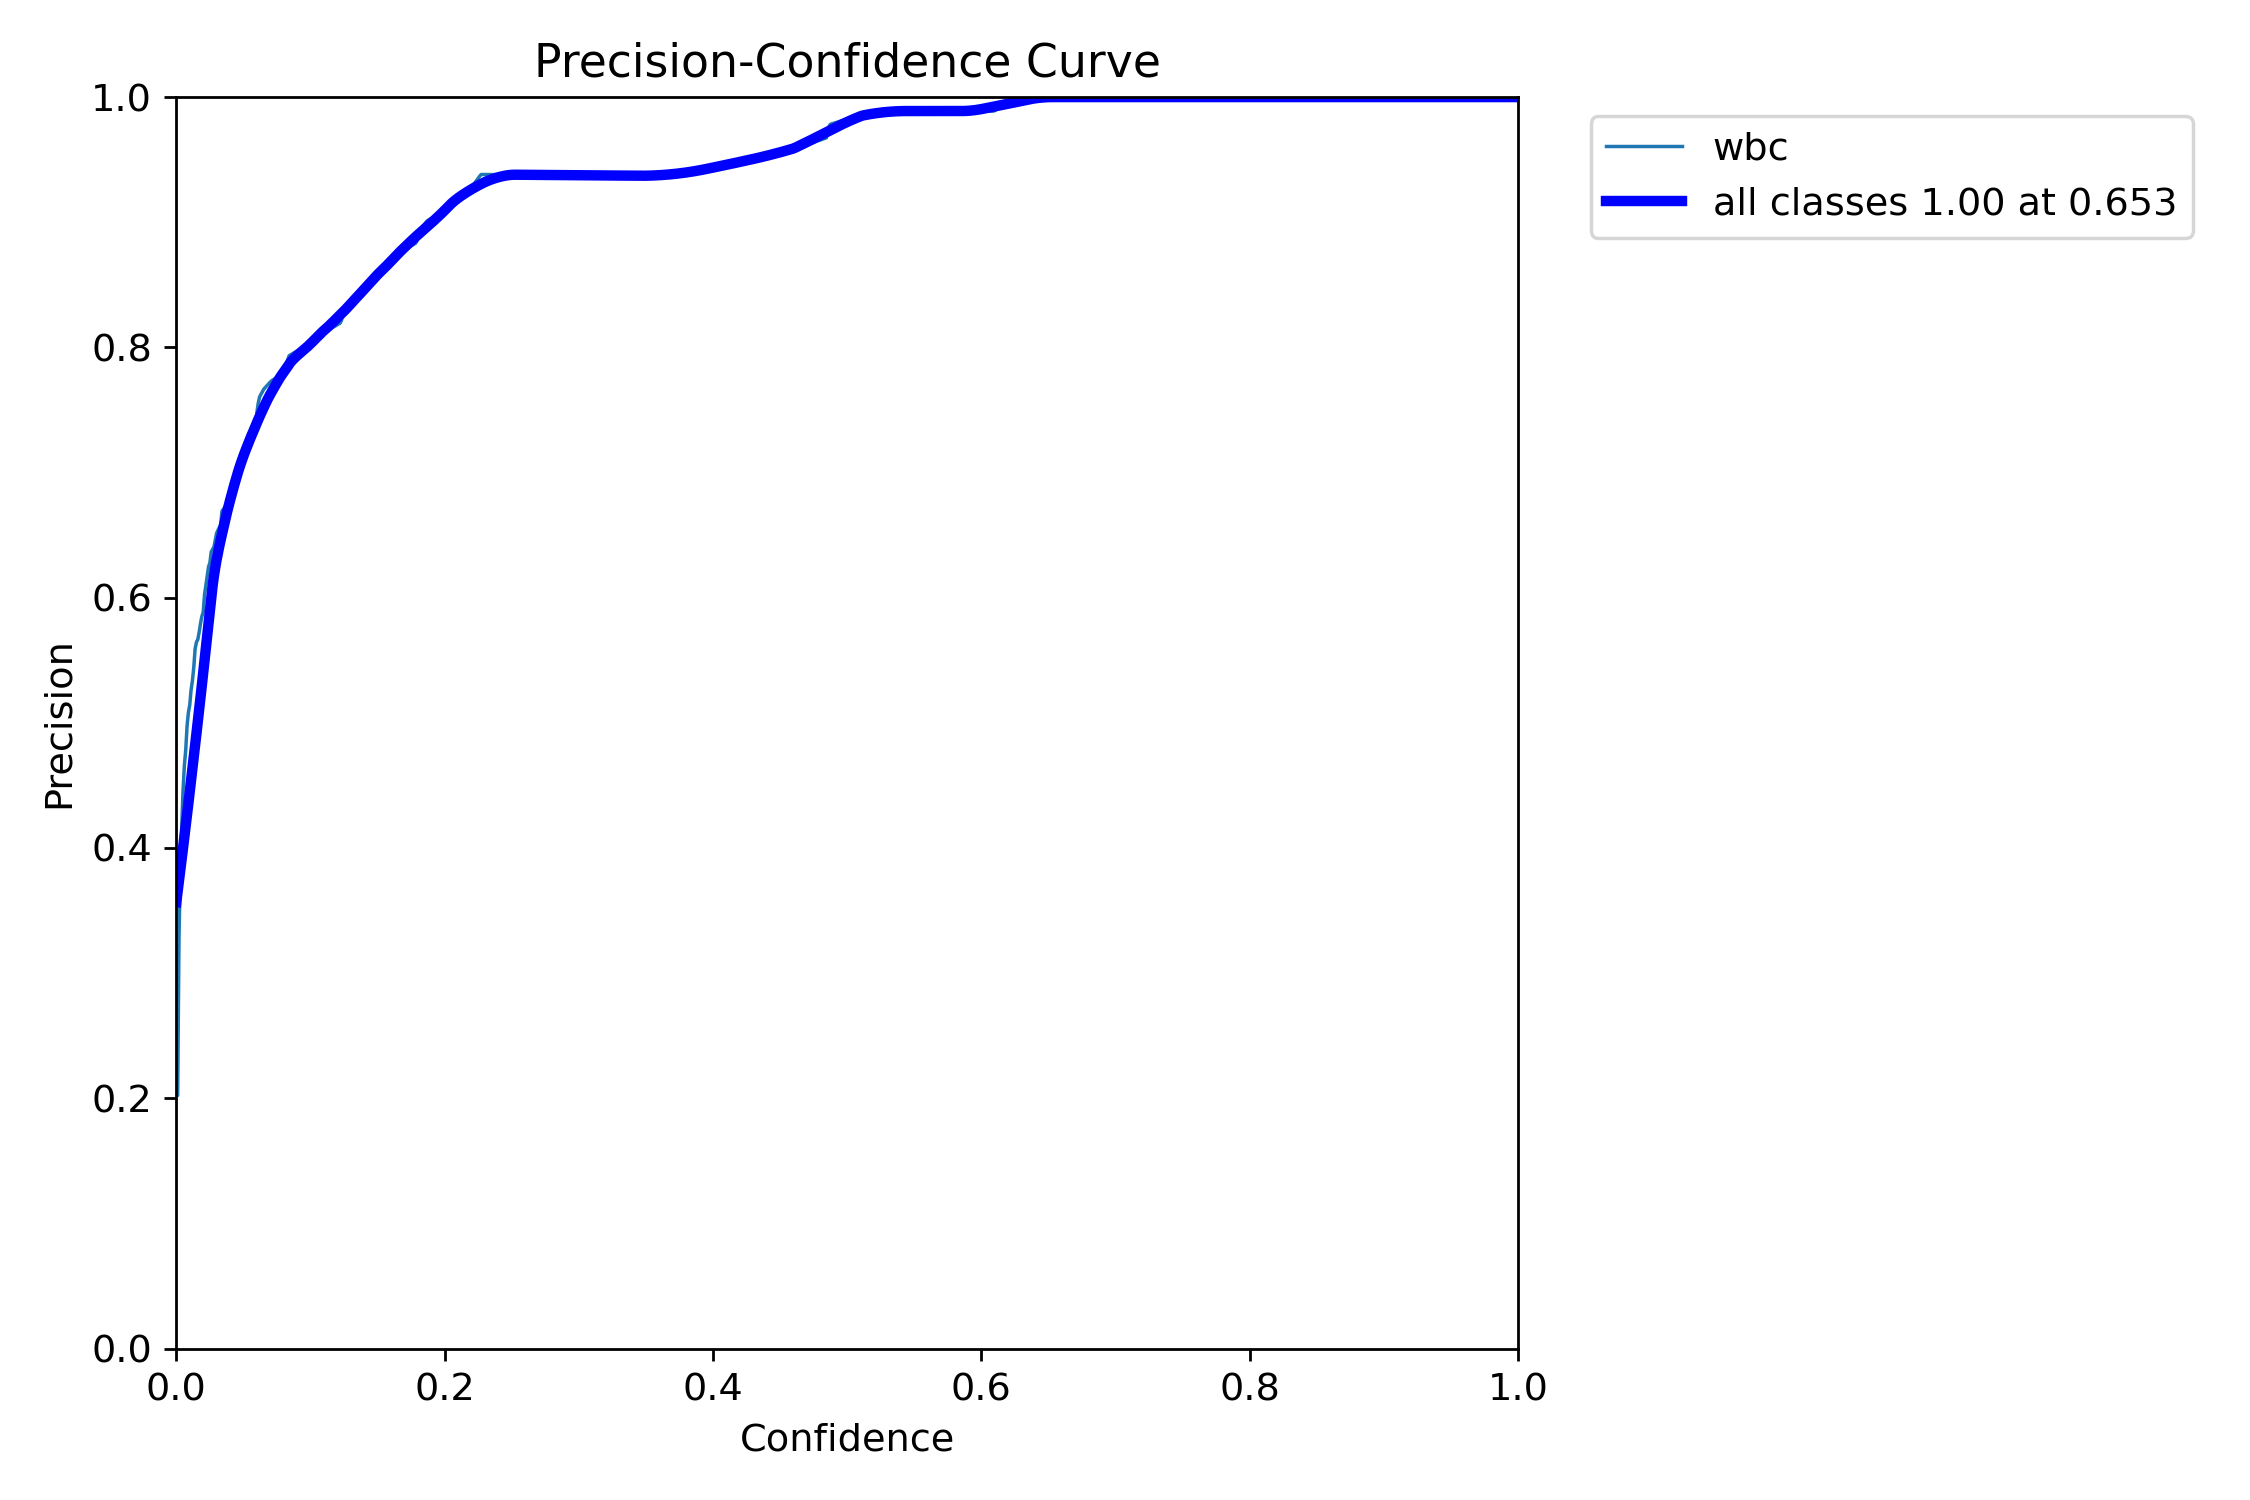 Precision-Confidence Curve
1.0
0.8
0.6
0.4
0.2
0.0
Precision
0.0 0.2 0.4 0.6 0.8 1.0
Confidence
wbc
all classes 1.00 at 0.653